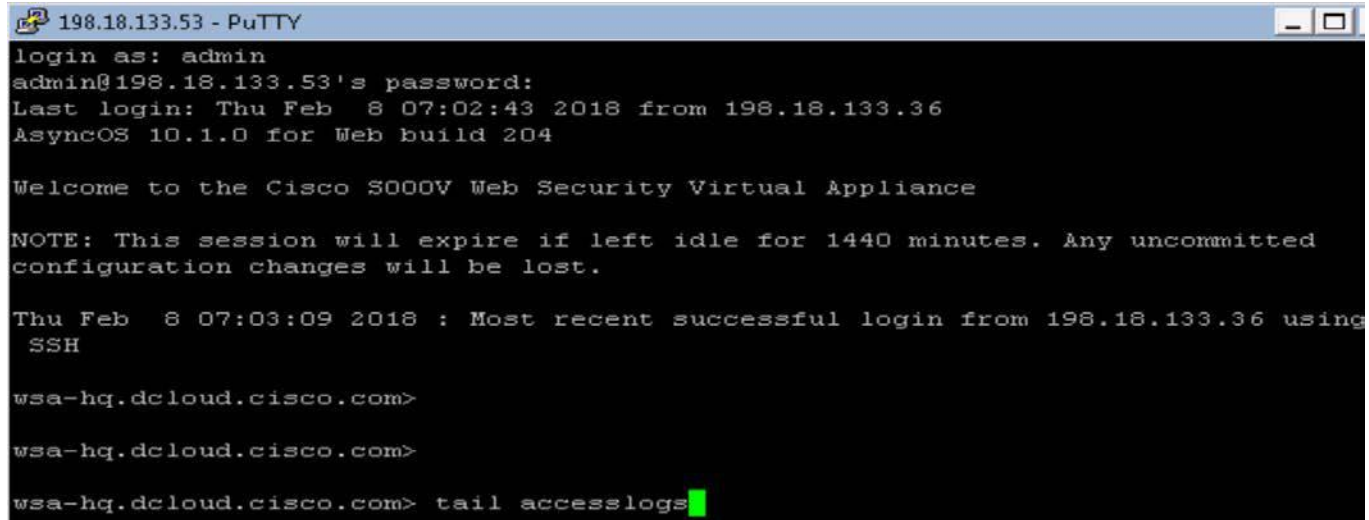 198.18.133.53 - PuTTY
login as: admin
admin@198.18.133.53's password:
Last login: Thu Feb  8 07:02:43 2018 from 198.18.133.36
AsyncOS 10.1.0 for Web build 204
Welcome to the Cisco S000V Web Security Virtual Appliance
NOTE: This session will expire if left idle for 1440 minutes. Any uncommitted
configuration changes will be lost.
Thu Feb  8 07:03:09 2018 : Most recent successful login from 198.18.133.36 using
SSH
wsa-hq.dcloud.cisco.com>
wsa-hq.dcloud.cisco.com>
wsa-hq.dcloud.cisco.com> tail accesslogs